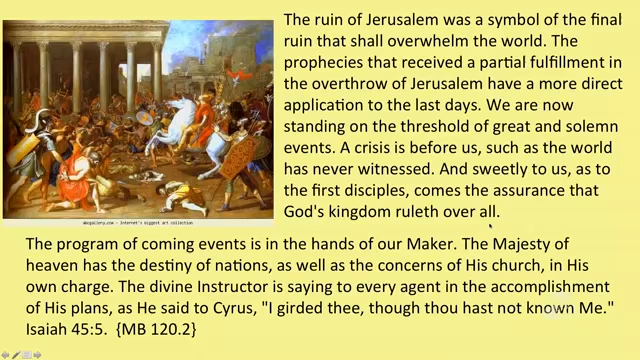 The ruin of Jerusalem was a symbol of the final
ruin that shall overwhelm the world. The
prophecies that received a partial fulfillment in
the overthrow of Jerusalem have a more direct
application to the last days. We are now
standing on the threshold of great and solemn
events. A crisis is before us, such as the world
has never witnessed. And sweetly to us, as to
the first disciples, comes the assurance that
God's kingdom ruleth over all.
abcgallery.com - Internet's biggest art collection
The program of coming events is in the hands of our Maker. The Majesty of
heaven has the destiny of nations, as well as the concerns of His church, in His
own charge. The divine Instructor is saying to every agent in the accomplishment
of His plans, as He said to Cyrus, "I girded thee, though thou hast not known Me."
Isaiah 45:5.  {MB 120.2}